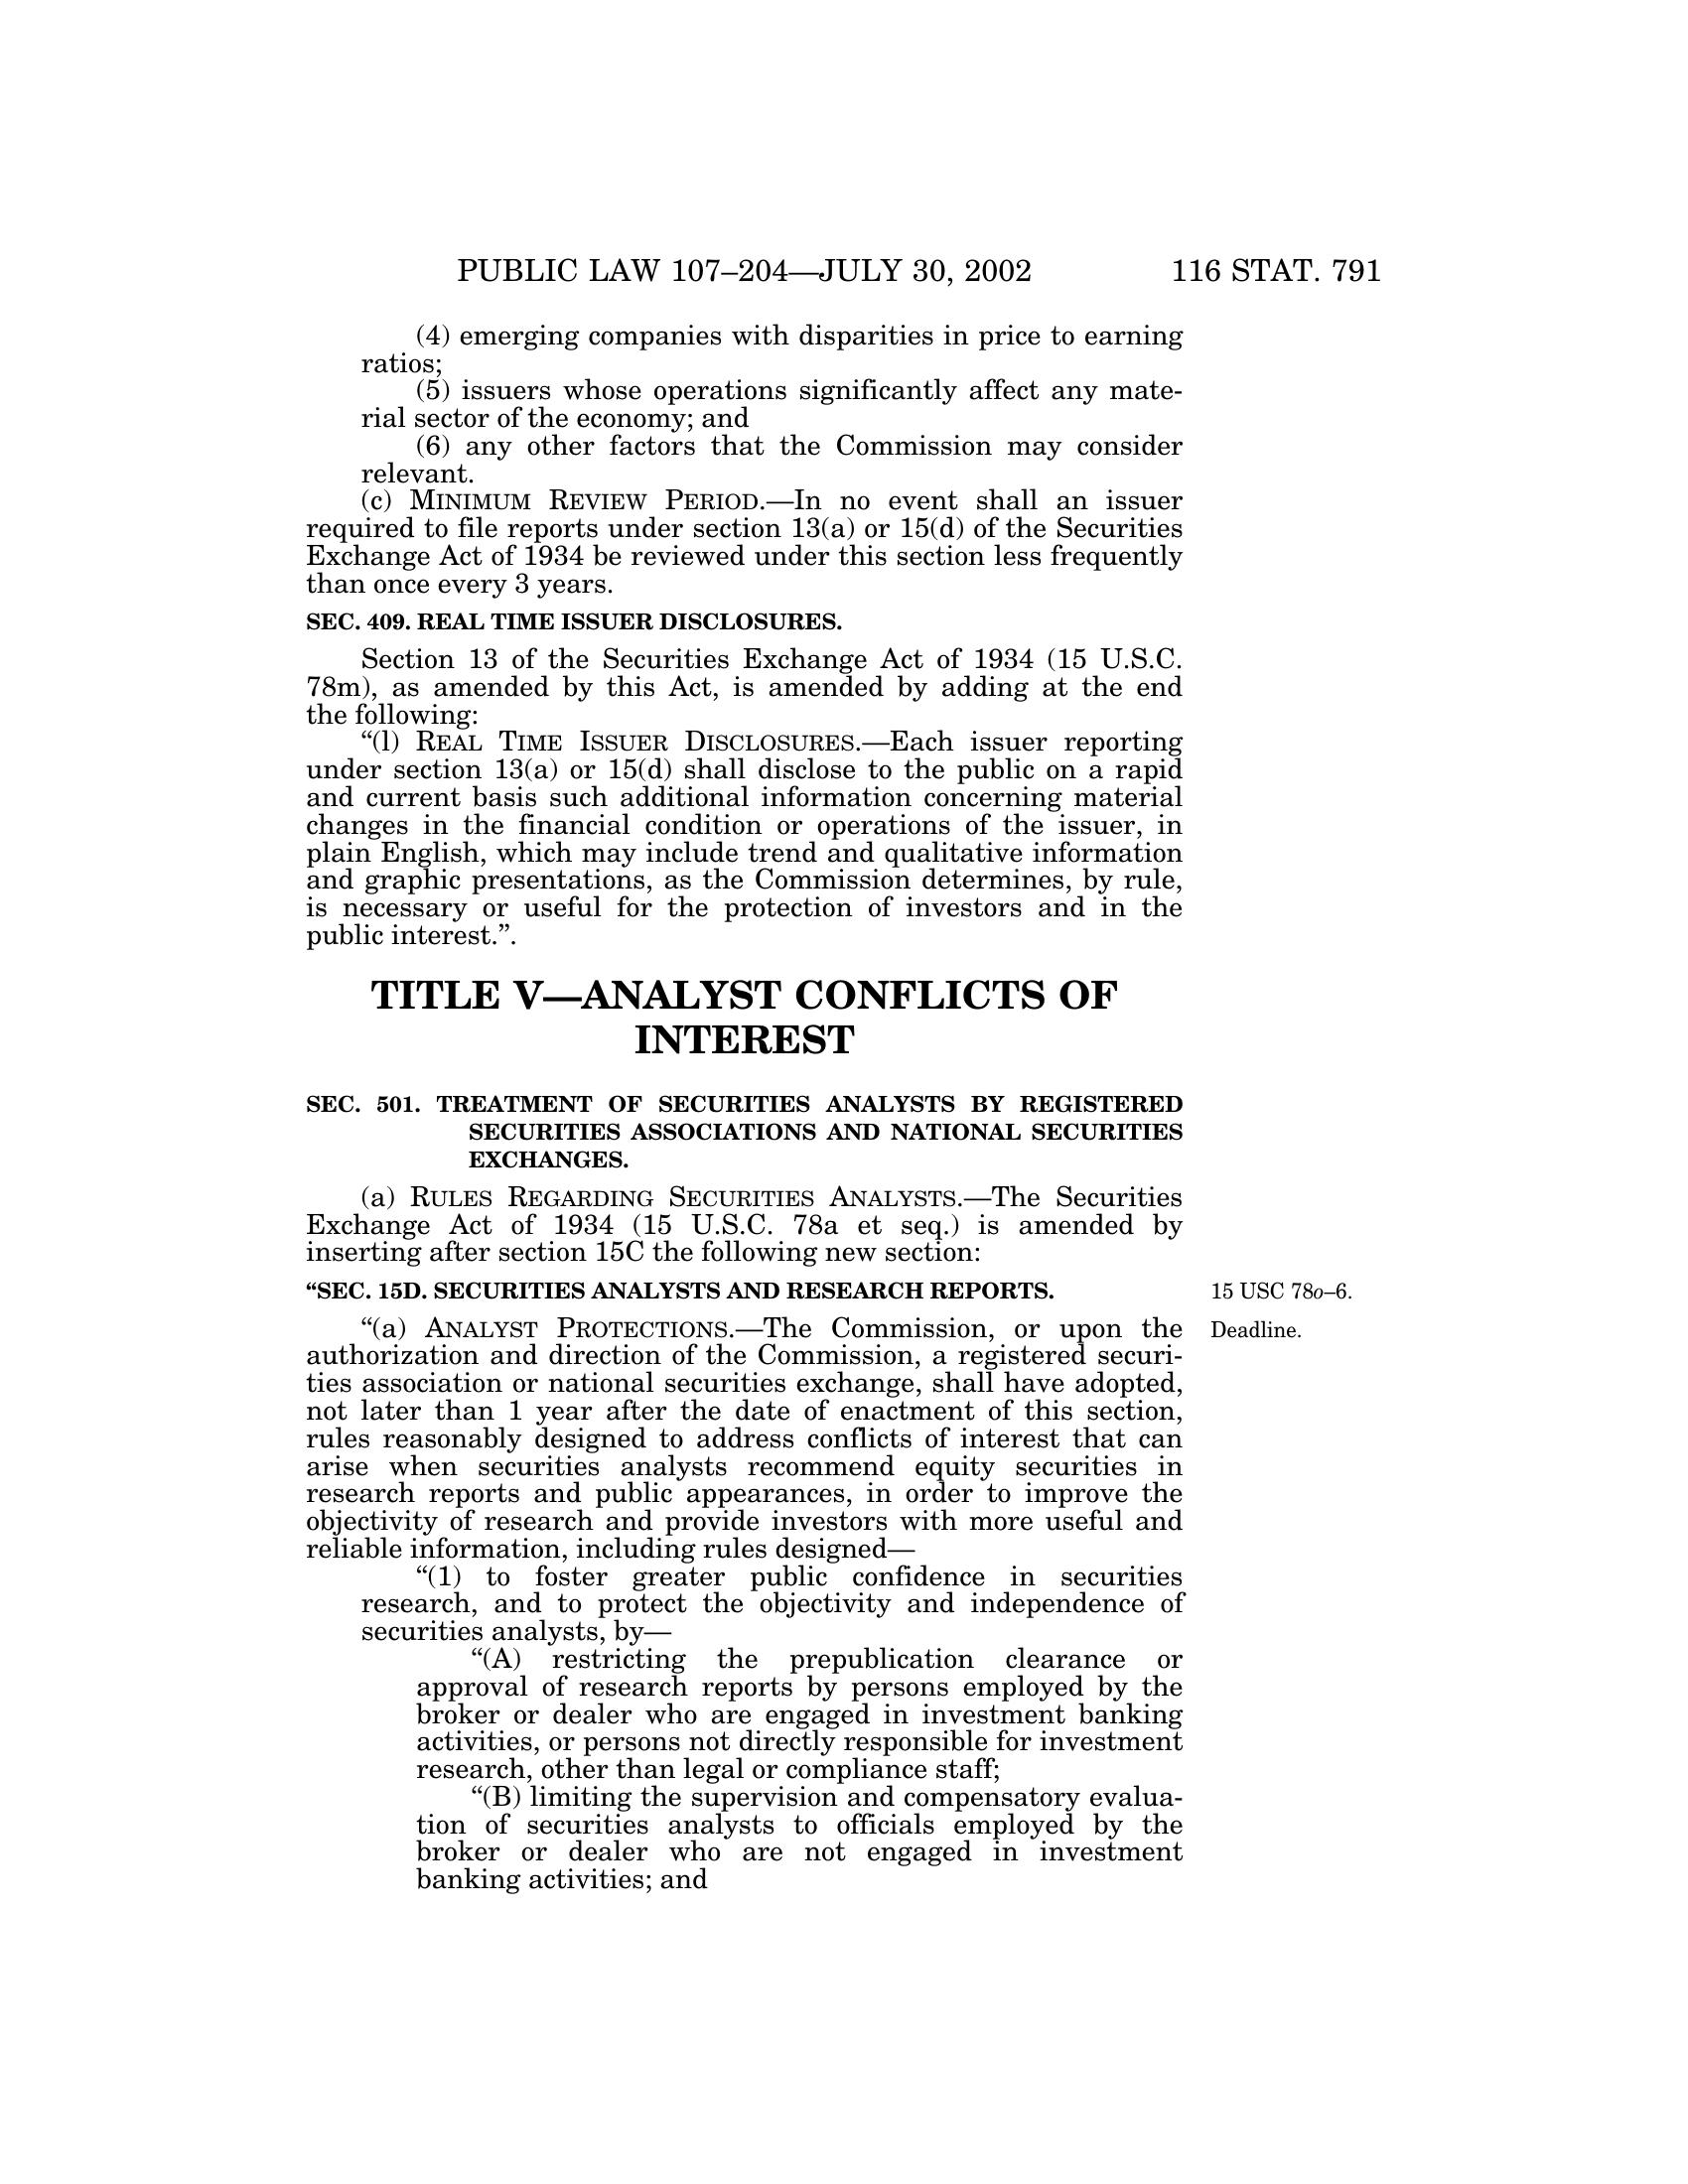 PUBLIC LAW 107–204—JULY 30, 2002 116 STAT. 791
(4) emerging companies with disparities in price to earning
ratios;
(5) issuers whose operations significantly affect any mate-
rial sector of the economy; and
(6) any other factors that the Commission may consider
relevant.
(c) MINIMUM REVIEW PERIOD.—In no event shall an issuer
required to file reports under section 13(a) or 15(d) of the Securities
Exchange Act of 1934 be reviewed under this section less frequently
than once every 3 years.
SEC. 409. REAL TIME ISSUER DISCLOSURES.
Section 13 of the Securities Exchange Act of 1934 (15 U.S.C.
78m), as amended by this Act, is amended by adding at the end
the following:
“(l) REAL TIME ISSUER DISCLOSURES.—Each issuer reporting
under section 13(a) or 15(d) shall disclose to the public on a rapid
and current basis such additional information concerning material
changes in the financial condition or operations of the issuer, in
plain English, which may include trend and qualitative information
and graphic presentations, as the Commission determines, by rule,
is necessary or useful for the protection of investors and in the
public interest.”.
TITLE V—ANALYST CONFLICTS OF
INTEREST
SEC. 501. TREATMENT OF SECURITIES ANALYSTS BY REGISTERED
SECURITIES ASSOCIATIONS AND NATIONAL SECURITIES
EXCHANGES.
(a) RULES REGARDING SECURITIES ANALYSTS.—The Securities
Exchange Act of 1934 (15 U.S.C. 78a et seq.) is amended by
inserting after section 15C the following new section:
“SEC. 15D. SECURITIES ANALYSTS AND RESEARCH REPORTS. 15 USC 78o–6.
“(a) ANALYST PROTECTIONS.—The Commission, or upon the Deadline.
authorization and direction of the Commission, a registered securi-
ties association or national securities exchange, shall have adopted,
not later than 1 year after the date of enactment of this section,
rules reasonably designed to address conflicts of interest that can
arise when securities analysts recommend equity securities in
research reports and public appearances, in order to improve the
objectivity of research and provide investors with more useful and
reliable information, including rules designed—
“(1) to foster greater public confidence in securities
research, and to protect the objectivity and independence of
securities analysts, by—
“(A) restricting the prepublication clearance or
approval of research reports by persons employed by the
broker or dealer who are engaged in investment banking
activities, or persons not directly responsible for investment
research, other than legal or compliance staff;
“(B) limiting the supervision and compensatory evalua-
tion of securities analysts to officials employed by the
broker or dealer who are not engaged in investment
banking activities; and